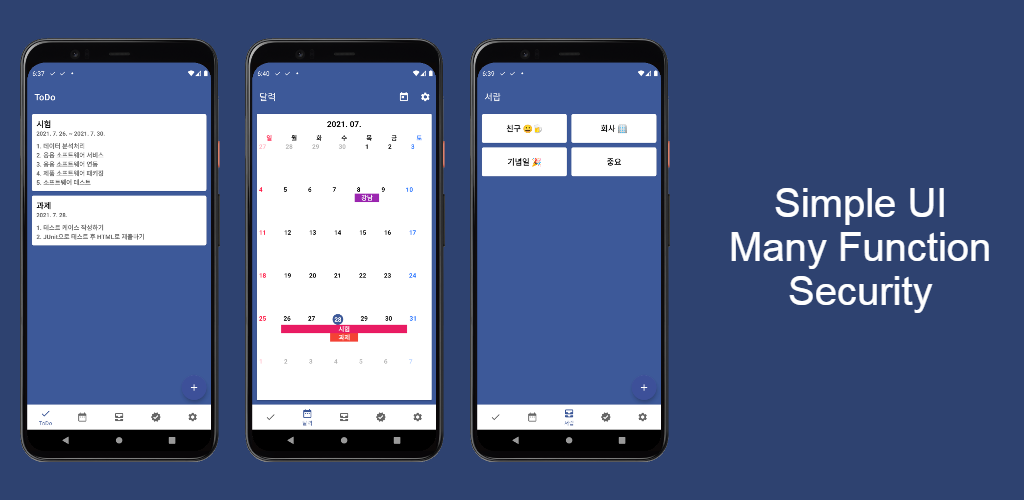 6:37
ToDo
시험
2021. 7. 26. ~ 2021. 7. 30.
1. 데이터 분석처리
2. 응용 소프트웨어 서비스
3. 응용 소프트웨어 연동
4. 제품 소프트웨어 패키징
5. 소프트웨어 테스트
과제
2021. 7. 28.
1. 테스트 케이스 작성하기
2. JUnit으로 테스트 후 HTML로 제출하기
+
ToDo
6:40
달력
2021. 07.
일 월 화 수 목 금 토
27 28 29 30 1 2 3
4 5 6 7 8 9 10
강남
11 12 13 14 15 16 17
18 19 20 21 22 23 24
25 26 27 28 29 30 31
시험
과제
1 2 3 4 5 6 7
달력
6:39
서랍
신구 😀🍻 회사 🏢
기념일 🎉 중요
+
서랍
Simple UI
Many Function
Security